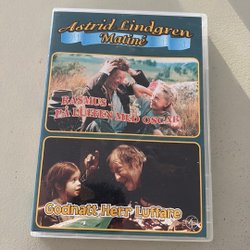 Astrid Lindgren
Matiné
RASMUS
PÅ LUFFEN MED OSCAR
Godnatt Herr Luffare